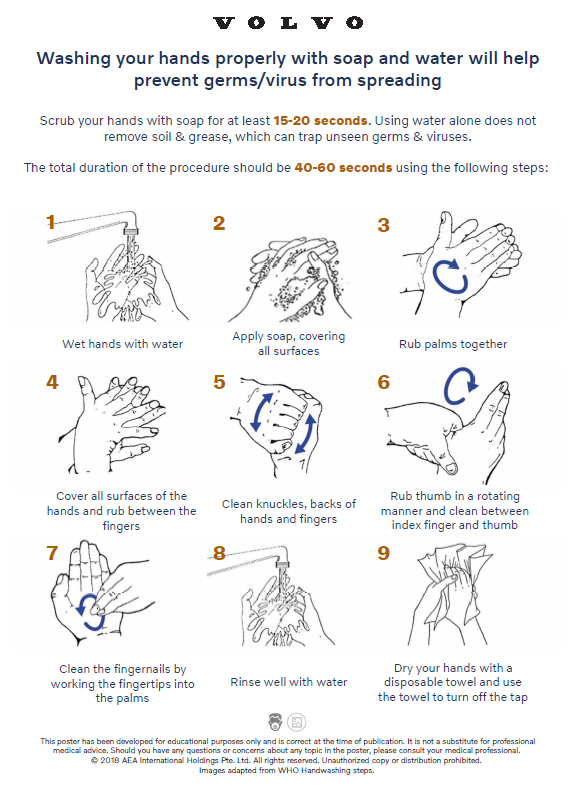 VOLVO
Washing your hands properly with soap and water will help
prevent germs/virus from spreading
Scrub your hands with soap for at least 15-20 seconds. Using water alone does not
remove soil & grease, which can trap unseen germs & viruses.
The total duration of the procedure should be 40-60 seconds using the following steps:
1
Wet hands with water
2
Apply soap, covering
all surfaces
3
Rub palms together
4
Cover all surfaces of the
hands and rub between the
fingers
5
Clean knuckles, backs of
hands and fingers
6
Rub thumb in a rotating
manner and clean between
index finger and thumb
7
Clean the fingernails by
working the fingertips into
the palms
8
Rinse well with water
9
Dry your hands with a
disposable towel and use
the towel to turn off the tap
This poster has been developed for educational purposes only and is correct at the time of publication. It is not a substitute for professional
medical advice. Should you have any questions or concerns about any topic in the poster, please consult your medical professional.
© 2018 AEA International Holdings Pte. Ltd. All rights reserved. Unauthorized copy or distribution prohibited.
Images adapted from WHO Handwashing steps.